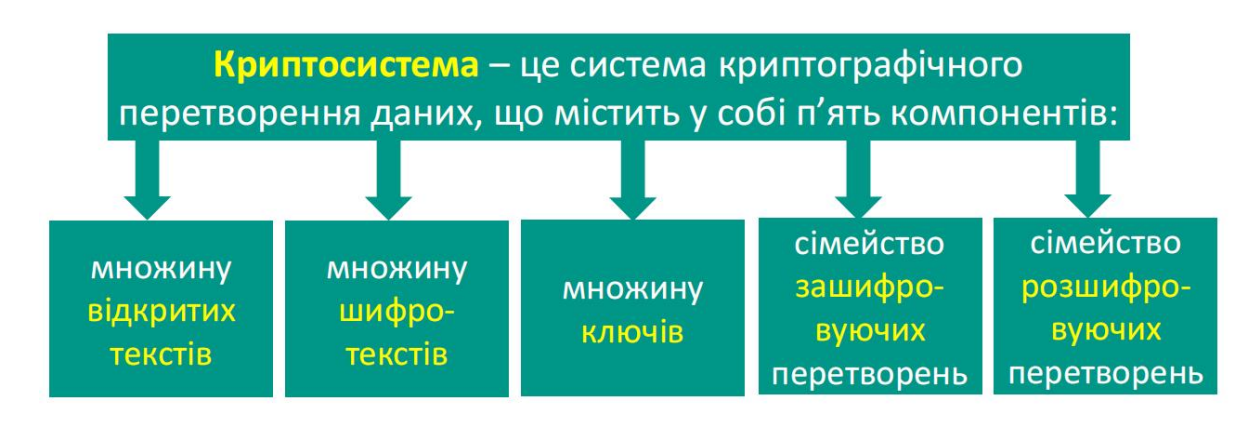 Криптосистема – це система криптографічного
перетворення даних, що містить у собі п’ять компонентів:
множину
відкритих
текстів
множину
шифро-
текстів
множину
ключів
сімейство
зашифро-
вуючих
перетворень
сімейство
розшифро-
вуючих
перетворень